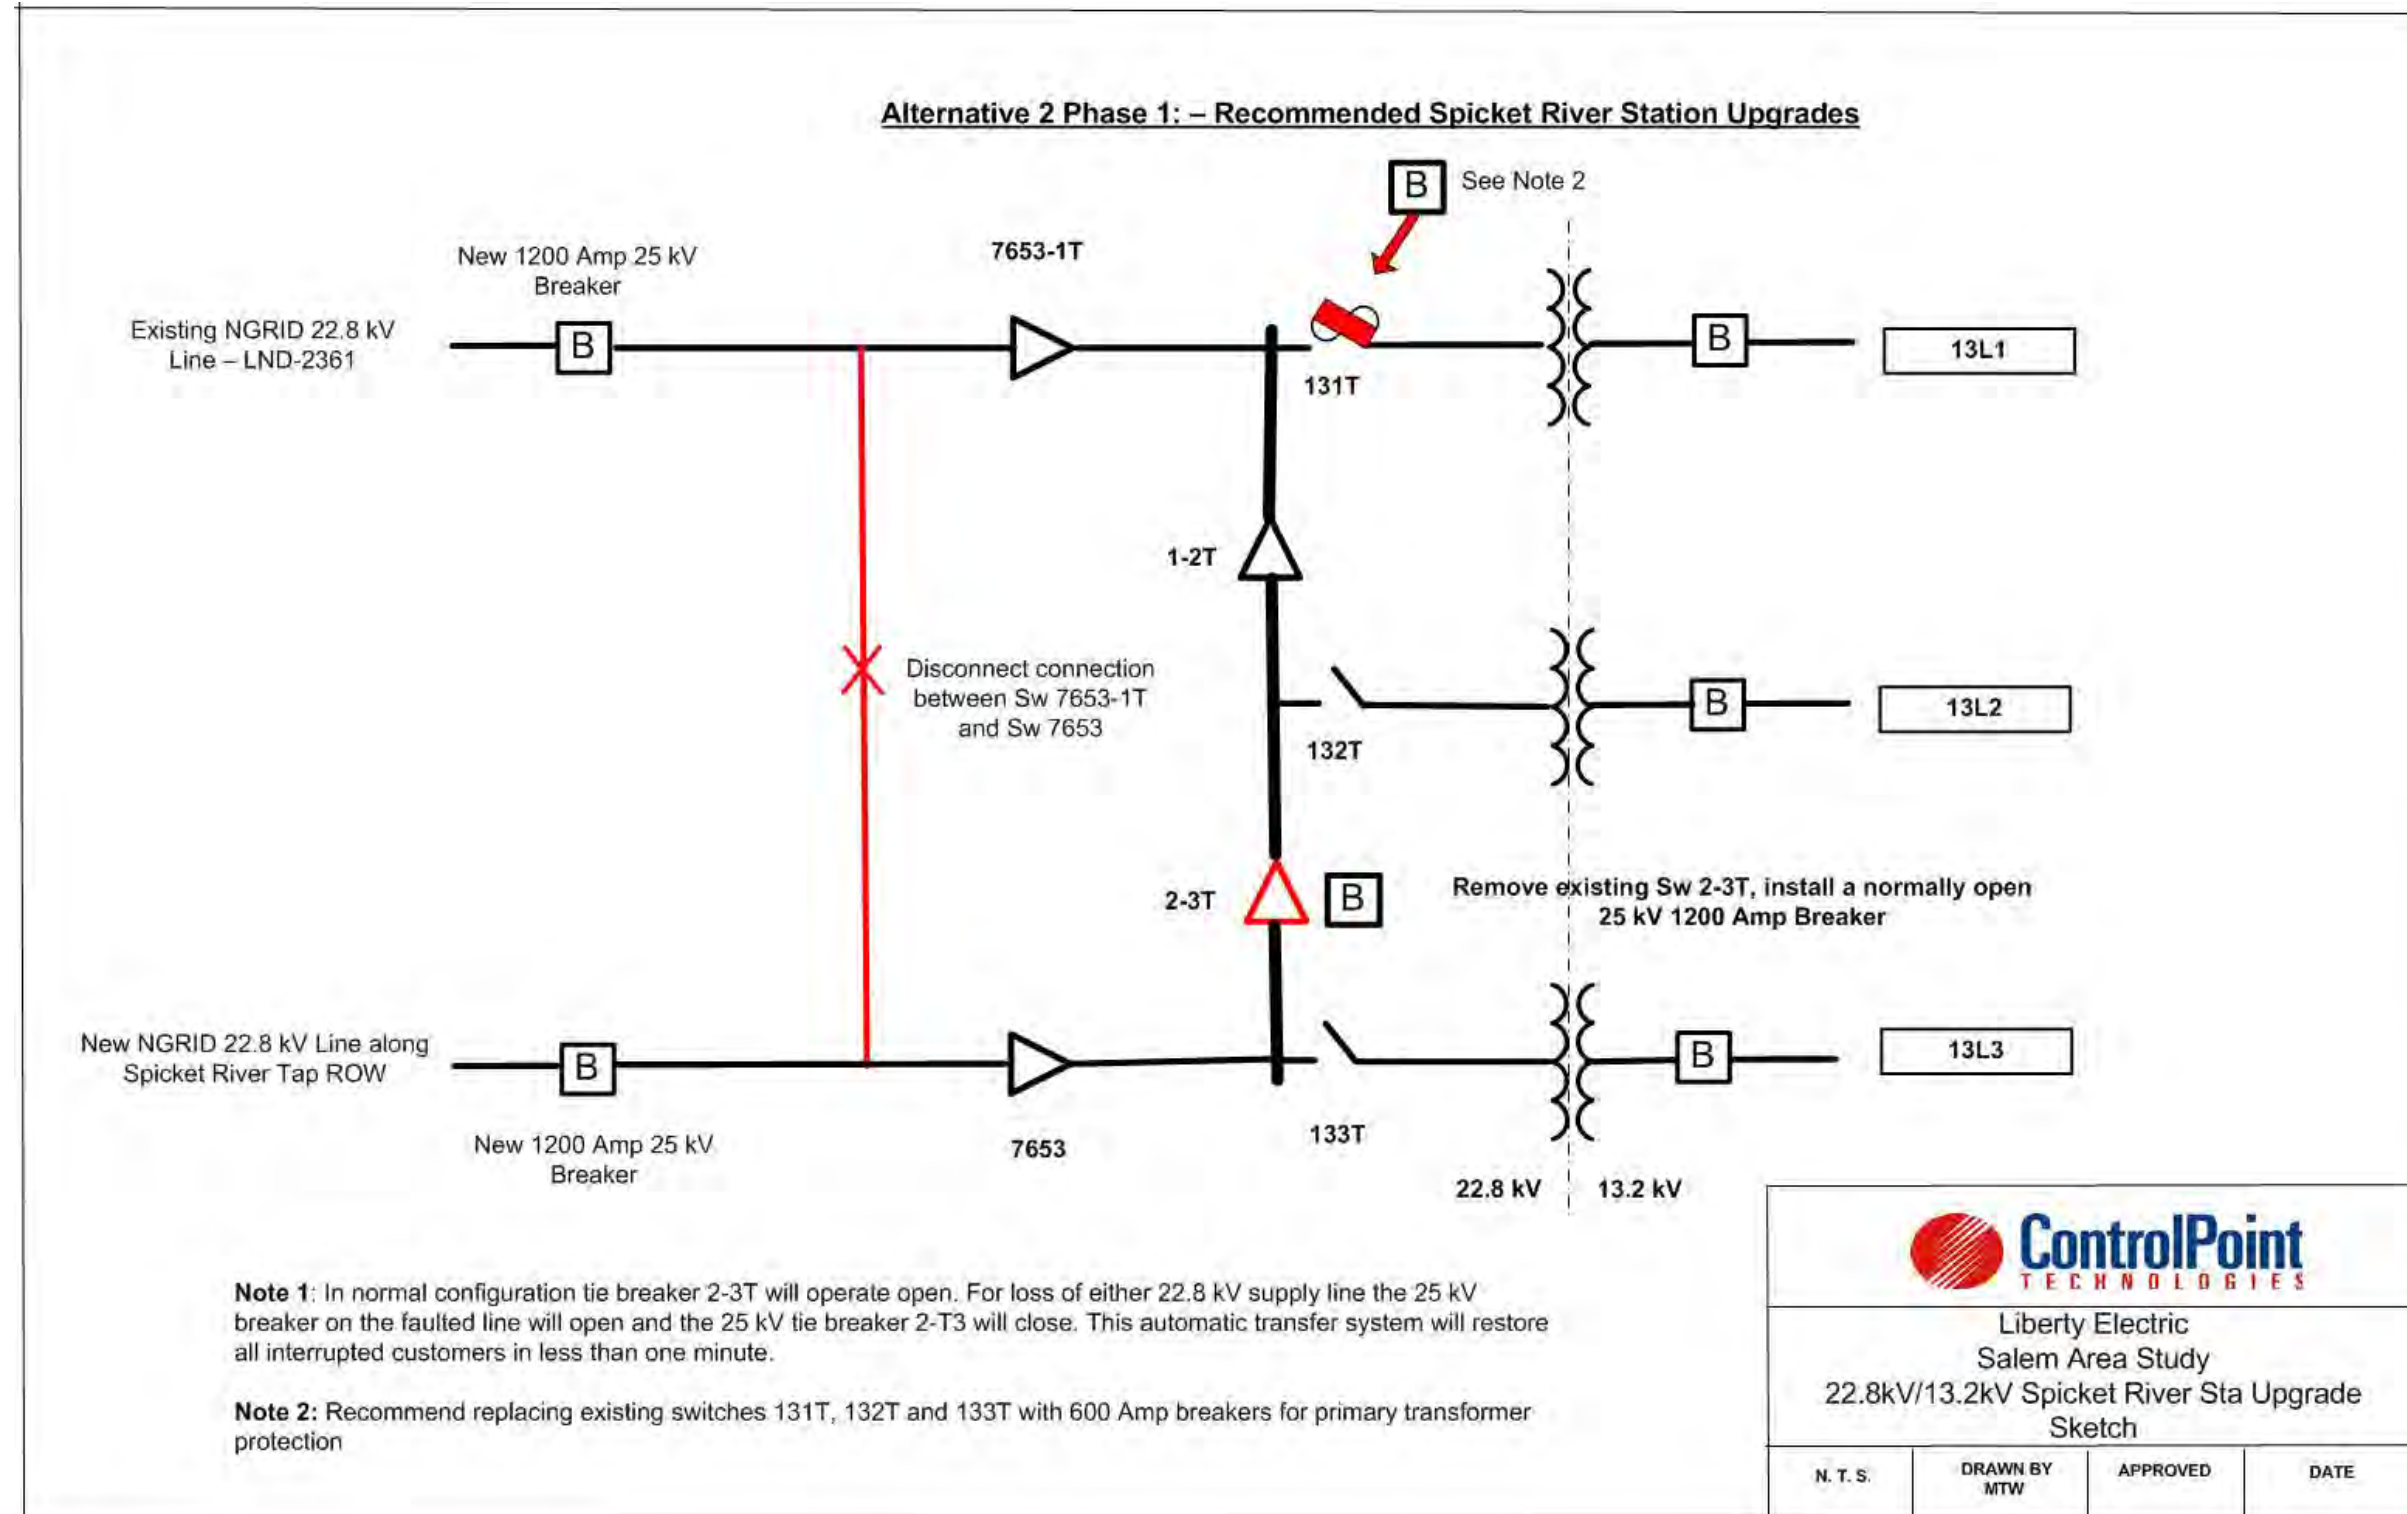 Alternative 2 Phase 1: – Recommended Spicket River Station Upgrades
B
See Note 2
New 1200 Amp 25 kV
Breaker
7653-1T
Existing NGRID 22.8 kV
Line – LND-2361
B
131T
B
13L1
1-2T
Disconnect connection
between Sw 7653-1T
and Sw 7653
132T
B
13L2
2-3T
B
Remove existing Sw 2-3T, install a normally open
25 kV 1200 Amp Breaker
New NGRID 22.8 kV Line along
Spicket River Tap ROW
B
New 1200 Amp 25 kV
Breaker
7653
133T
B
13L3
22.8 kV
13.2 kV
Note 1: In normal configuration tie breaker 2-3T will operate open. For loss of either 22.8 kV supply line the 25 kV
breaker on the faulted line will open and the 25 kV tie breaker 2-T3 will close. This automatic transfer system will restore
all interrupted customers in less than one minute.
Note 2: Recommend replacing existing switches 131T, 132T and 133T with 600 Amp breakers for primary transformer
protection
ControlPoint
TECHNOLOGIES
Liberty Electric
Salem Area Study
22.8kV/13.2kV Spicket River Sta Upgrade
Sketch
N. T. S.
DRAWN BY
MTW
APPROVED
DATE